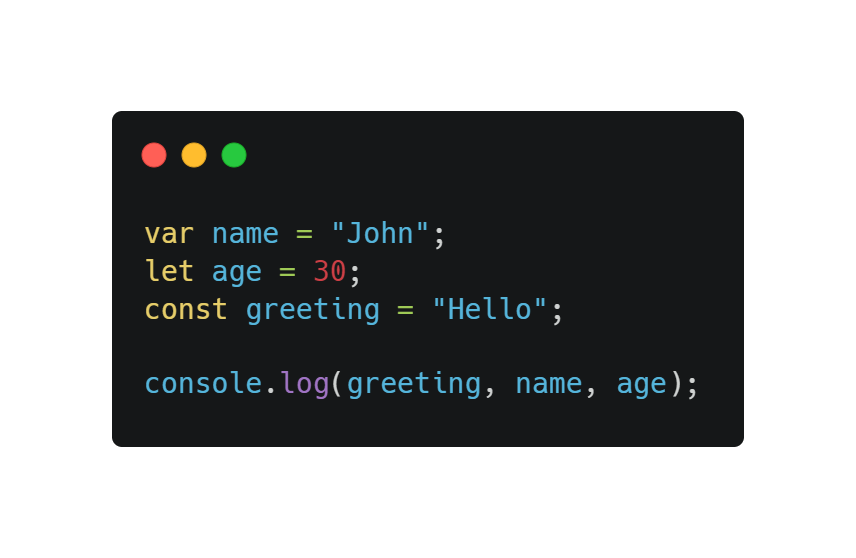 var name = "John";
let age = 30;
const greeting = "Hello";
console.log(greeting, name, age);